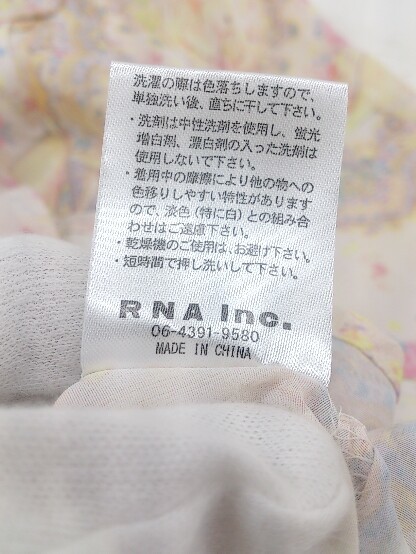 洗濯の際は色落ちしますので、
単独洗い後、直ちに干して下さい。
・洗剤は中性洗剤を使用し、蛍光
増白剤、漂白剤の入った洗剤は
使用しないで下さい。
・着用中の摩擦により他の物への
色移りしやすい特性があります
ので、淡色（特に白）との組み合
わせはご遠慮下さい。
・乾燥機のご使用は、お避け下さい。
・短時間で押し洗いして下さい。
RNA Inc.
06-4391-9580
MADE IN CHINA